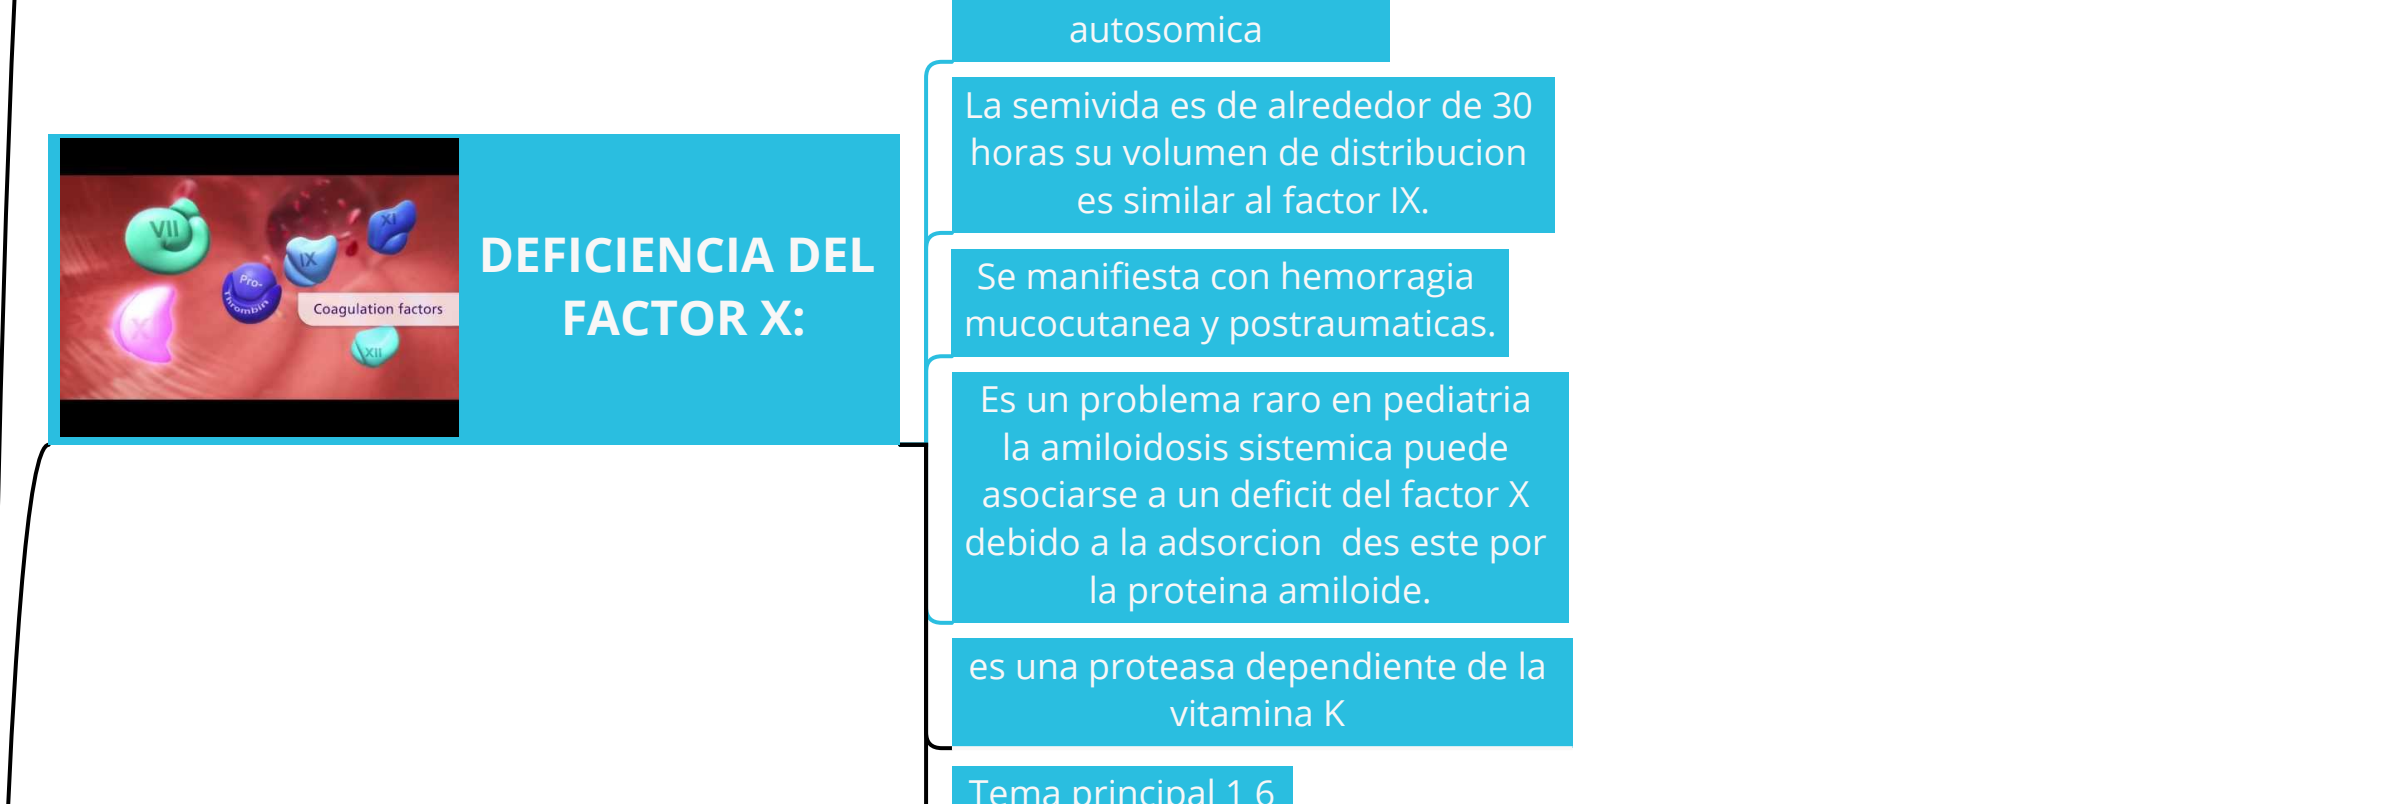 autosomica
La semivida es de alrededor de 30
horas su volumen de distribucion
es similar al factor IX.
VII
XI
IX
Pro-
Thrombin
Coagulation factors
X
XII
DEFICIENCIA DEL
FACTOR X:
Se manifiesta con hemorragia
mucocutanea y postraumaticas.
Es un problema raro en pediatria
la amiloidosis sistemica puede
asociarse a un deficit del factor X
debido a la adsorcion  des este por
la proteina amiloide.
es una proteasa dependiente de la
vitamina K
Tema principal 1.6